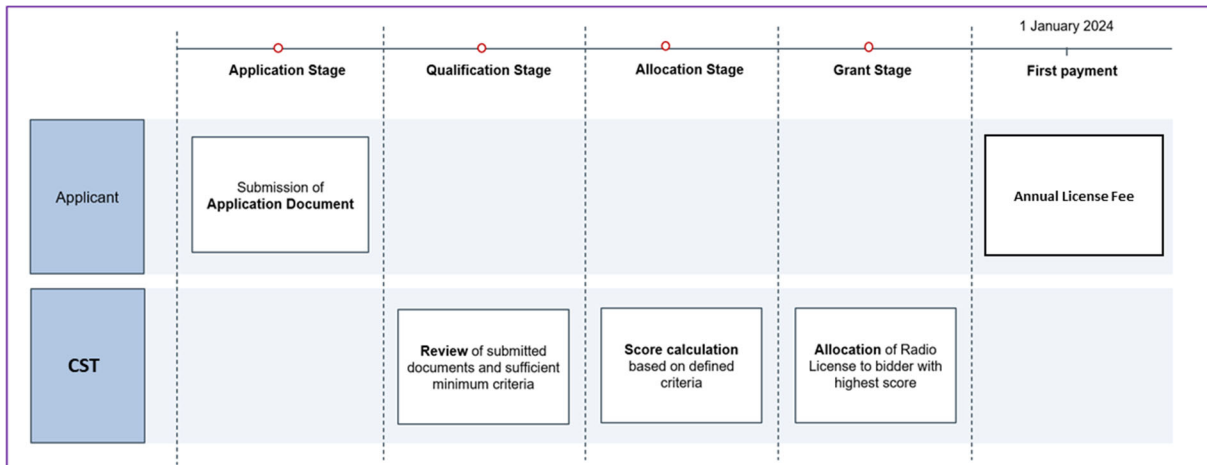 1 January 2024
Application Stage
Qualification Stage
Allocation Stage
Grant Stage
First payment
Applicant
Submission of
Application Document
Annual License Fee
CST
Review of submitted
documents and sufficient
minimum criteria
Score calculation
based on defined
criteria
Allocation of Radio
License to bidder with
highest score